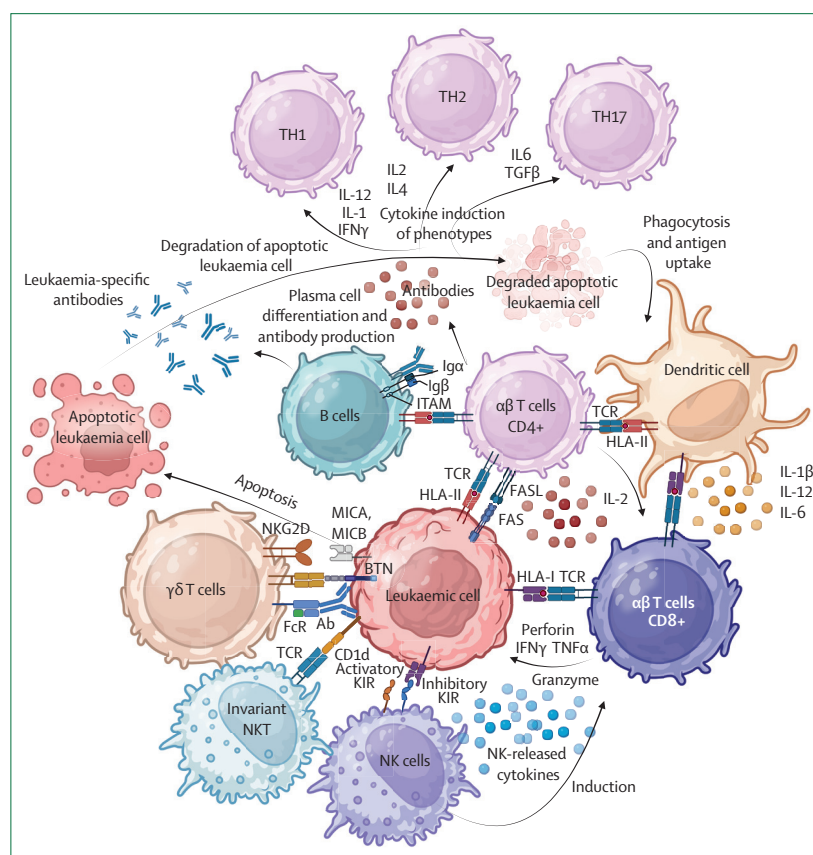 TH1
TH2
TH17
IL-12
IL-1
IFNγ
IL2
IL4
IL6
TGFβ
Cytokine induction
of phenotypes
Degradation of apoptotic
leukaemia cell
Phagocytosis
and antigen
uptake
Leukaemia-specific
antibodies
Antibodies
Degraded apoptotic
leukaemia cell
Plasma cell
differentiation and
antibody production
Dendritic cell
Igα
Igβ
ITAM
B cells
αβ T cells
CD4+
TCR
HLA-II
Apoptotic
leukaemia cell
TCR
HLA-II
FASL
FAS
IL-2
IL-1β
IL-12
IL-6
Apoptosis
MICA,
MICB
NKG2D
BTN
γδ T cells
Leukaemic cell
HLA-I TCR
αβ T cells
CD8+
FcR
Ab
TCR
CD1d
Activatory
KIR
Inhibitory
KIR
Perforin
IFNγ TNFα
Granzyme
Invariant
NKT
NK cells
NK-released
cytokines
Induction